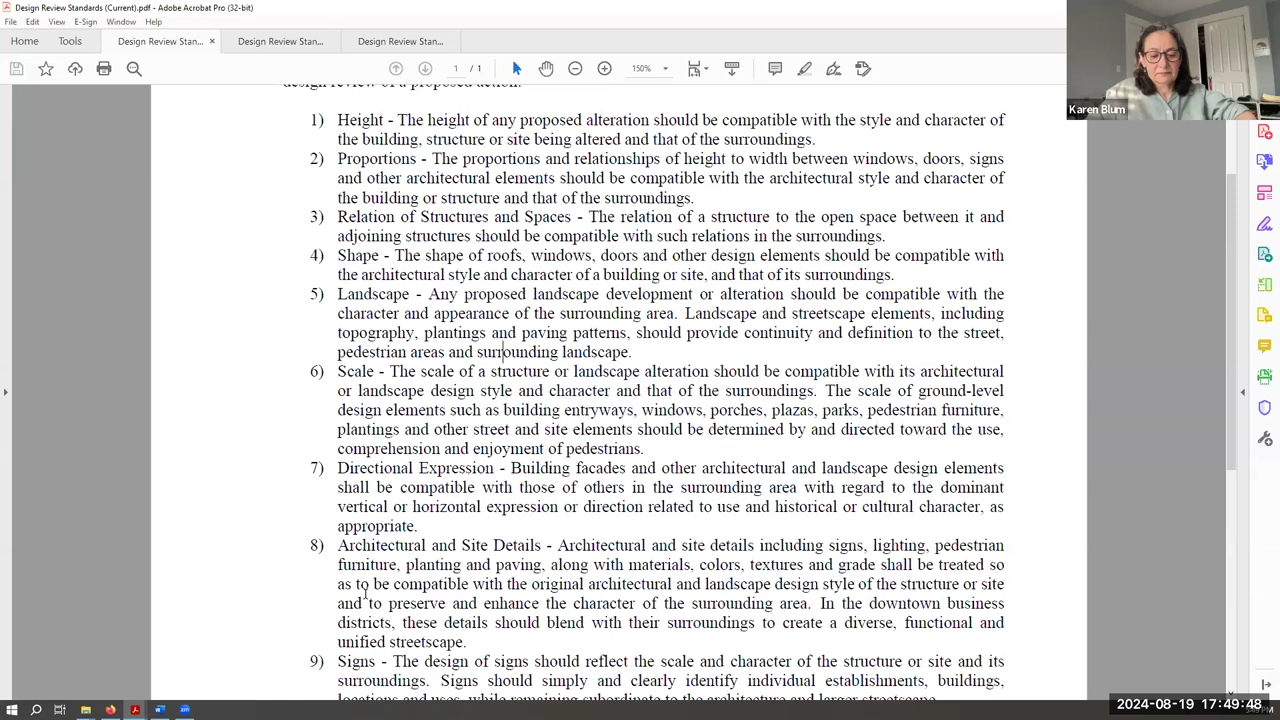 Design Review Standards (Current).pdf - Adobe Acrobat Pro (32-bit)
File Edit View E-Sign Window Help
Home Tools Design Review Stan... × Design Review Stan... Design Review Stan...
1 / 1 150%
Karen Blum
design review of a proposed action.
1) Height - The height of any proposed alteration should be compatible with the style and character of
the building, structure or site being altered and that of the surroundings.
2) Proportions - The proportions and relationships of height to width between windows, doors, signs
and other architectural elements should be compatible with the architectural style and character of
the building or structure and that of the surroundings.
3) Relation of Structures and Spaces - The relation of a structure to the open space between it and
adjoining structures should be compatible with such relations in the surroundings.
4) Shape - The shape of roofs, windows, doors and other design elements should be compatible with
the architectural style and character of a building or site, and that of its surroundings.
5) Landscape - Any proposed landscape development or alteration should be compatible with the
character and appearance of the surrounding area. Landscape and streetscape elements, including
topography, plantings and paving patterns, should provide continuity and definition to the street,
pedestrian areas and surrounding landscape.
6) Scale - The scale of a structure or landscape alteration should be compatible with its architectural
or landscape design style and character and that of the surroundings. The scale of ground-level
design elements such as building entryways, windows, porches, plazas, parks, pedestrian furniture,
plantings and other street and site elements should be determined by and directed toward the use,
comprehension and enjoyment of pedestrians.
7) Directional Expression - Building facades and other architectural and landscape design elements
shall be compatible with those of others in the surrounding area with regard to the dominant
vertical or horizontal expression or direction related to use and historical or cultural character, as
appropriate.
8) Architectural and Site Details - Architectural and site details including signs, lighting, pedestrian
furniture, planting and paving, along with materials, colors, textures and grade shall be treated so
as to be compatible with the original architectural and landscape design style of the structure or site
and to preserve and enhance the character of the surrounding area. In the downtown business
districts, these details should blend with their surroundings to create a diverse, functional and
unified streetscape.
9) Signs - The design of signs should reflect the scale and character of the structure or site and its
surroundings. Signs should simply and clearly identify individual establishments, buildings,
locations and uses, while remaining subordinate to the architecture and larger streetscape.
2024-08-19 17:49:48